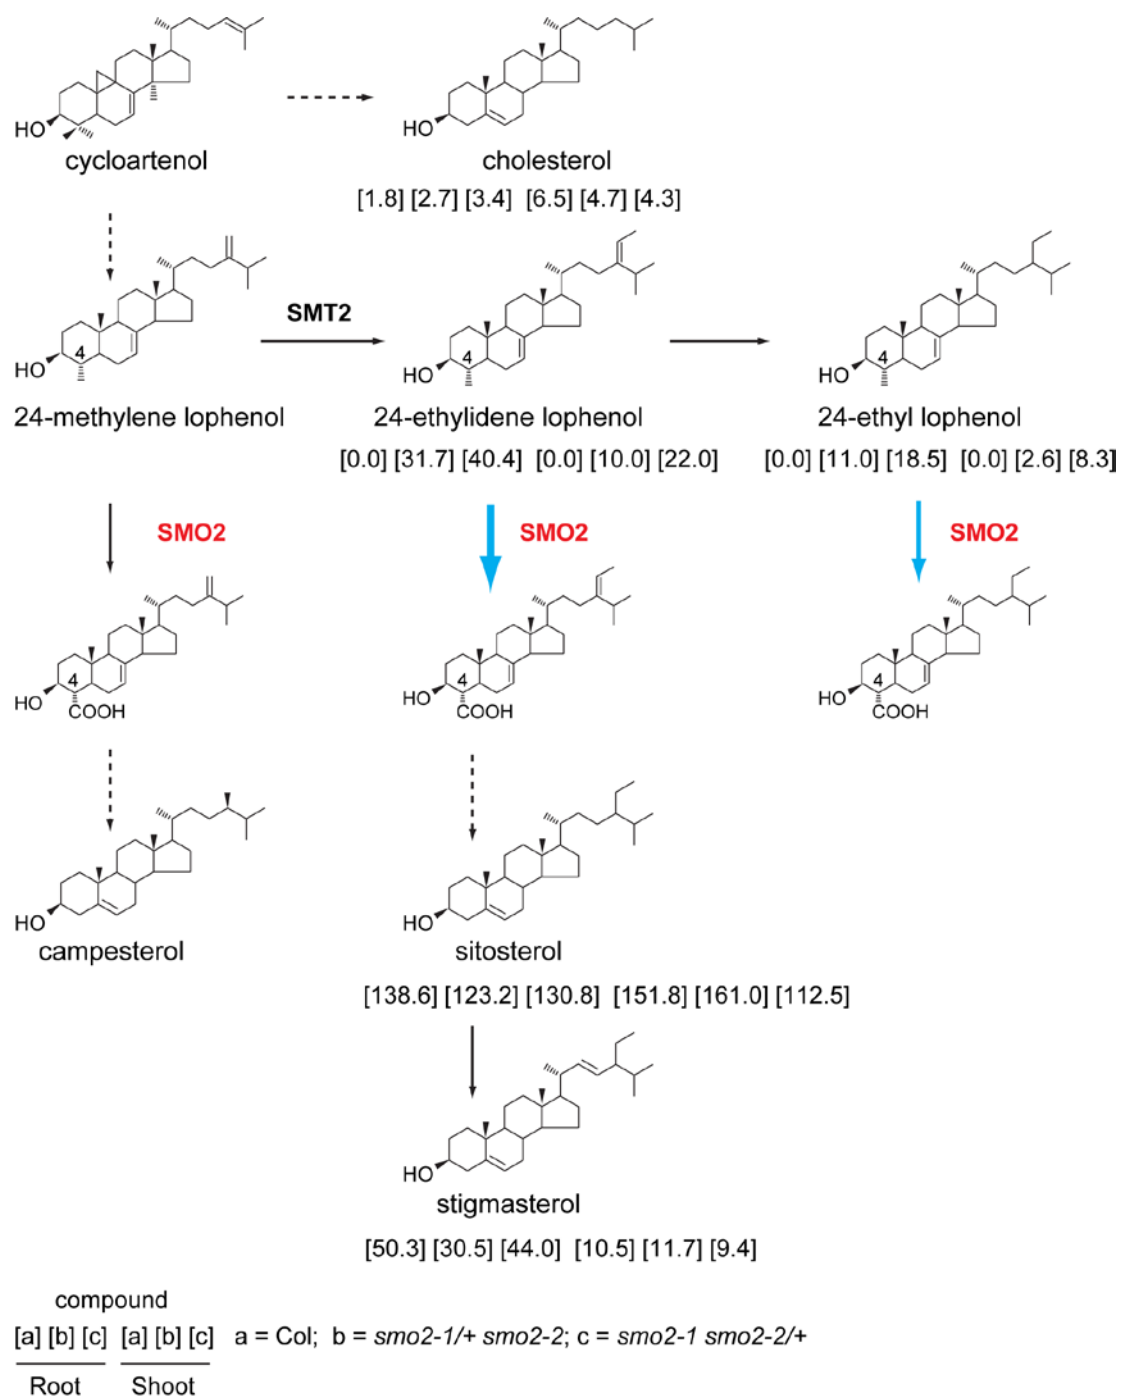 HO
cycloartenol
HO
cholesterol
[1.8] [2.7] [3.4] [6.5] [4.7] [4.3]
4
HO
24-methylene lophenol
SMT2
4
HO
24-ethylidene lophenol
[0.0] [31.7] [40.4] [0.0] [10.0] [22.0]
4
HO
24-ethyl lophenol
[0.0] [11.0] [18.5] [0.0] [2.6] [8.3]
SMO2
SMO2
SMO2
4
HO
COOH
4
HO
COOH
4
HO
COOH
HO
campesterol
HO
sitosterol
[138.6] [123.2] [130.8] [151.8] [161.0] [112.5]
HO
stigmasterol
[50.3] [30.5] [44.0] [10.5] [11.7] [9.4]
compound
[a] [b] [c] [a] [b] [c] a = Col; b = smo2-1/+ smo2-2; c = smo2-1 smo2-2/+
Root Shoot